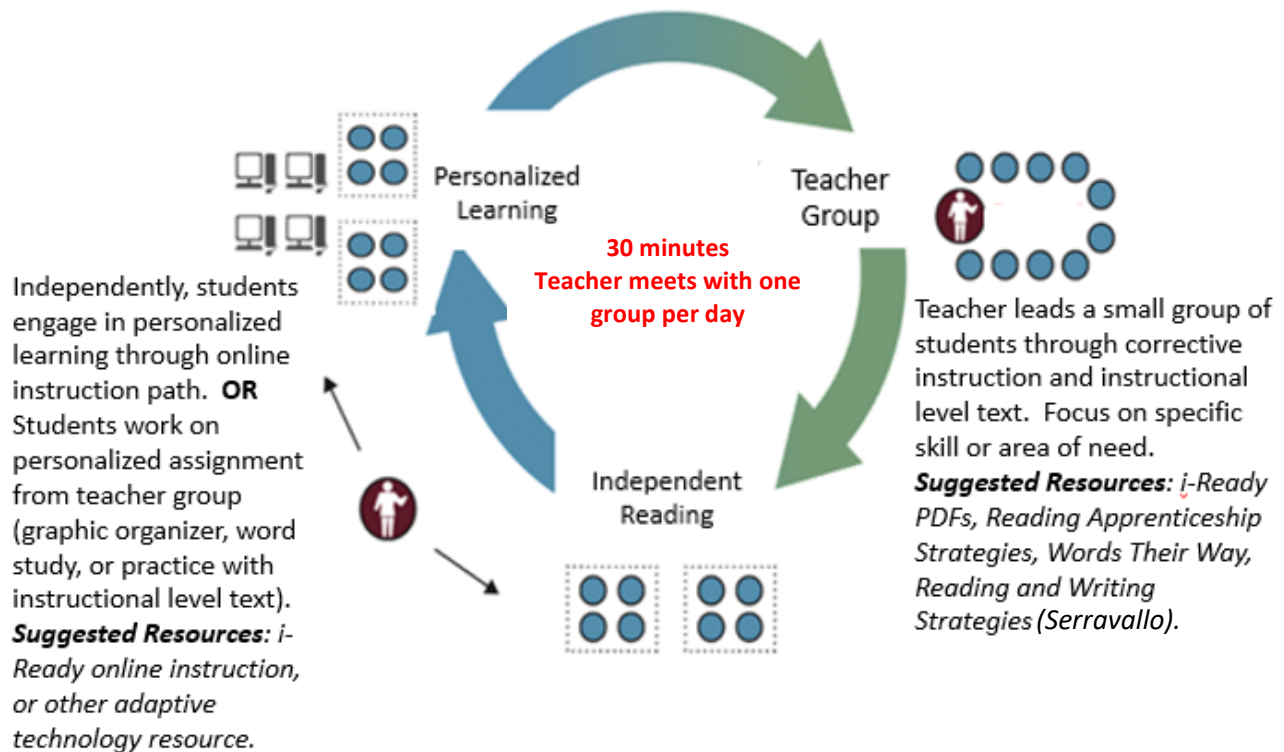 Personalized
Learning
Teacher
Group
30 minutes
Teacher meets with one
group per day
Independently, students
engage in personalized
learning through online
instruction path.  OR
Students work on
personalized assignment
from teacher group
(graphic organizer, word
study, or practice with
instructional level text).
Suggested Resources: i-
Ready online instruction,
or other adaptive
technology resource.
Independent
Reading
Teacher leads a small group of
students through corrective
instruction and instructional
level text.  Focus on specific
skill or area of need.
Suggested Resources: i-Ready
PDFs, Reading Apprenticeship
Strategies, Words Their Way,
Reading and Writing
Strategies (Serravallo).